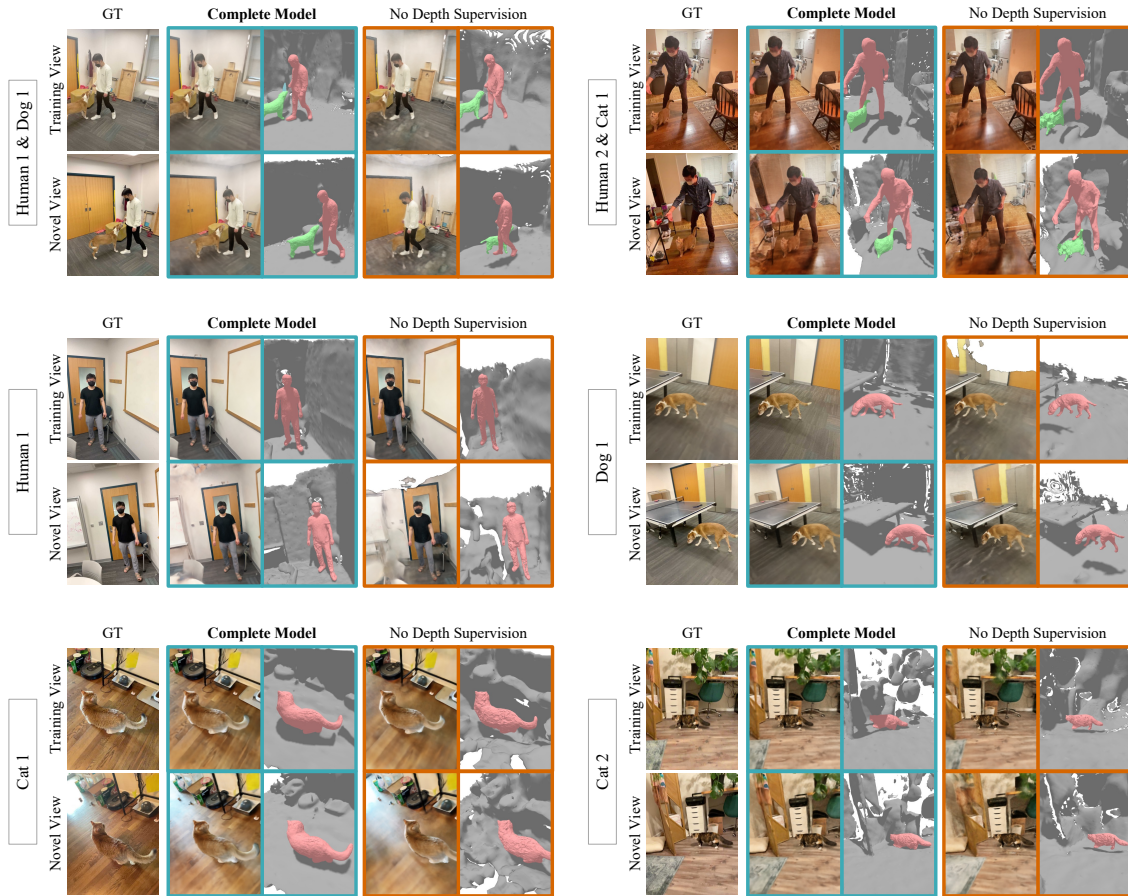 GT Complete Model No Depth Supervision
Human 1 & Dog 1
Training View
Novel View
GT Complete Model No Depth Supervision
Human 2 & Cat 1
Training View
Novel View
GT Complete Model No Depth Supervision
Human 1
Training View
Novel View
GT Complete Model No Depth Supervision
Dog 1
Training View
Novel View
GT Complete Model No Depth Supervision
Cat 1
Training View
Novel View
GT Complete Model No Depth Supervision
Cat 2
Training View
Novel View